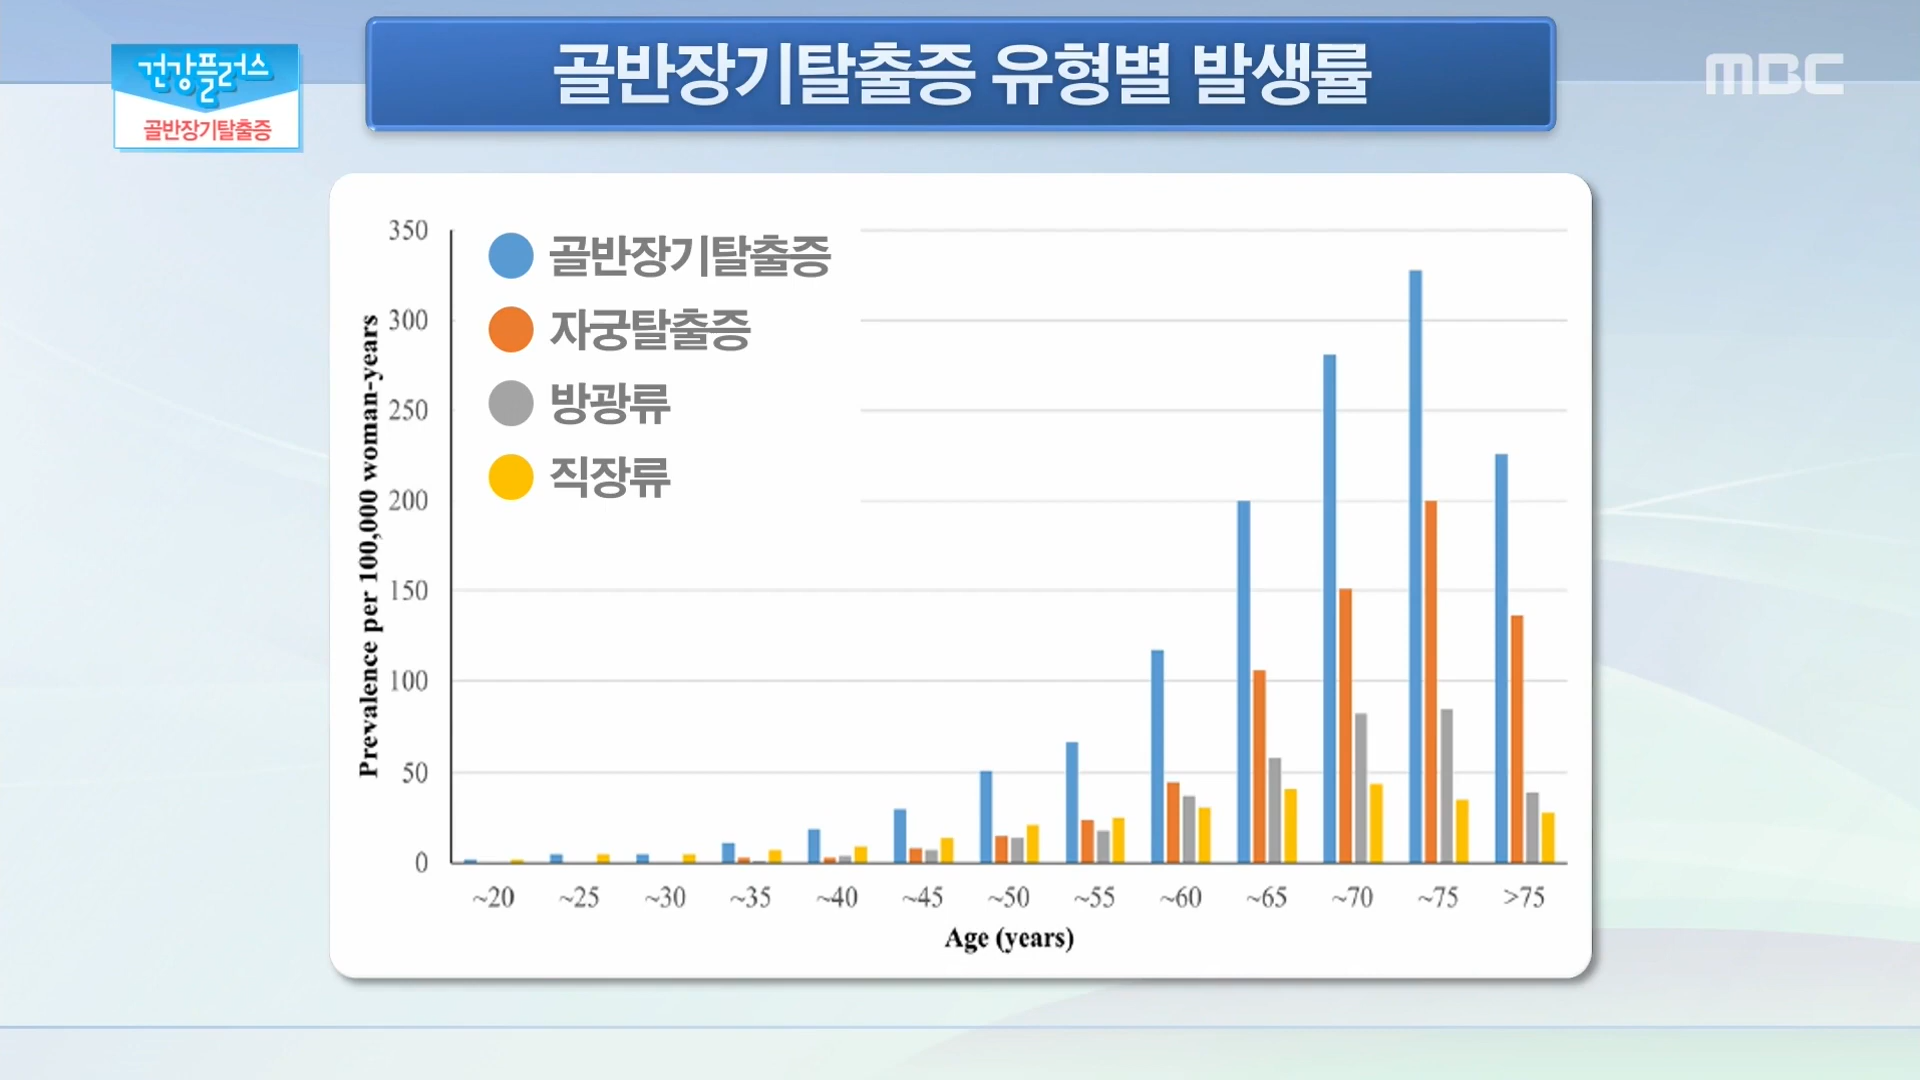 골반장기탈출증 유형별 발생률
MBC
건강플러스
골반장기탈출증
골반장기탈출증
자궁탈출증
방광류
직장류
Prevalence per 100,000 woman-years
350
300
250
200
150
100
50
0
~20 ~25 ~30 ~35 ~40 ~45 ~50 ~55 ~60 ~65 ~70 ~75 >75
Age (years)